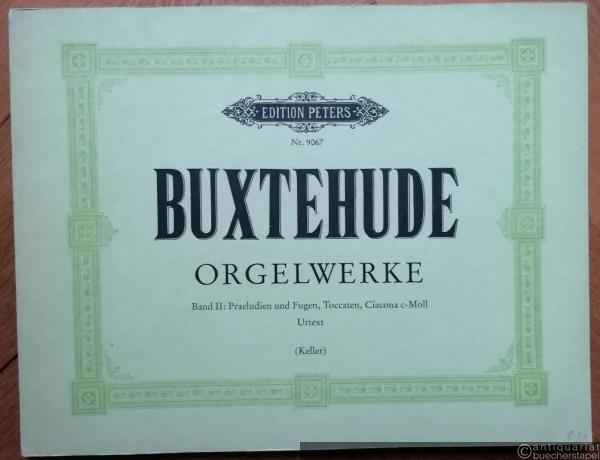 EDITION PETERS
Nr. 9067
BUXTEHUDE
ORGELWERKE
Band II: Praeludien und Fugen, Toccaten, Ciacona c-Moll
Urtext
(Keller)
©antiquariat
buecherstapel